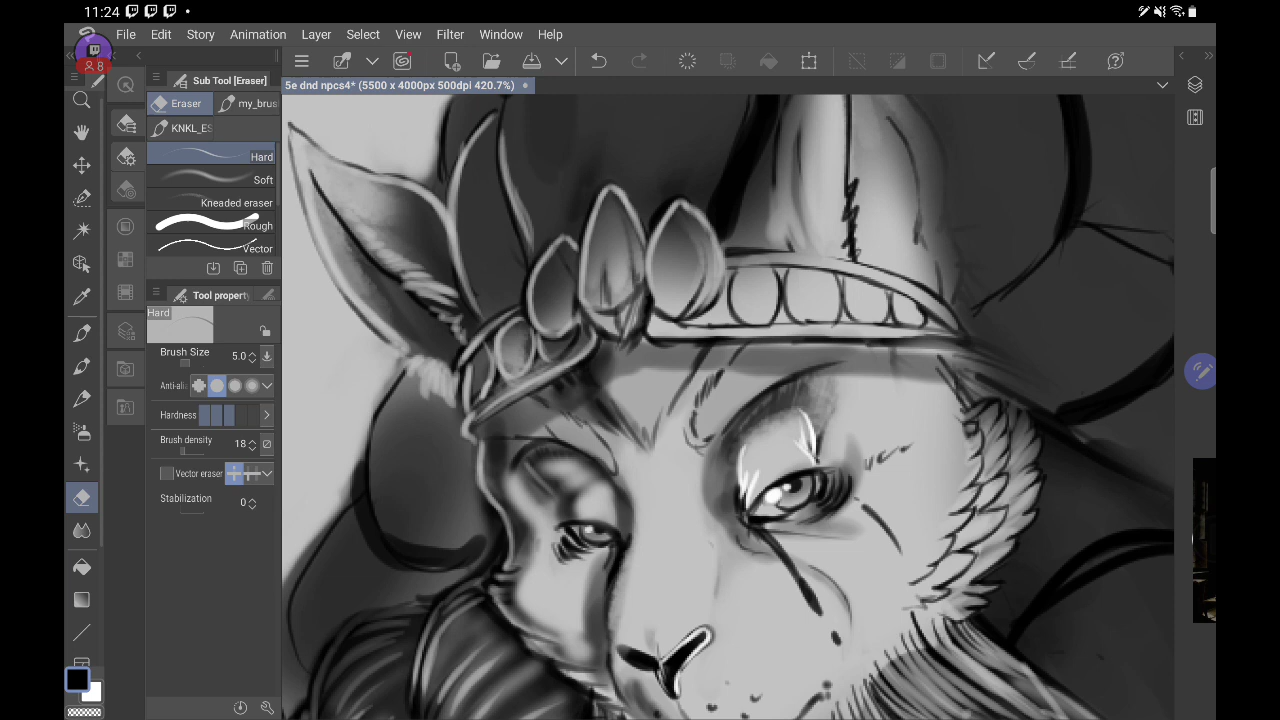 11:24
File Edit Story Animation Layer Select View Filter Window Help
8
Sub Tool [Eraser]
5e dnd npcs4* (5500 x 4000px 500dpi 420.7%)
Eraser my_brus
KNKL_ES
Hard
Soft
Kneaded eraser
Rough
Vector
Tool property
Hard
Brush Size 5.0
Anti-ali
Hardness
Brush density 18
Vector eraser
Stabilization 0